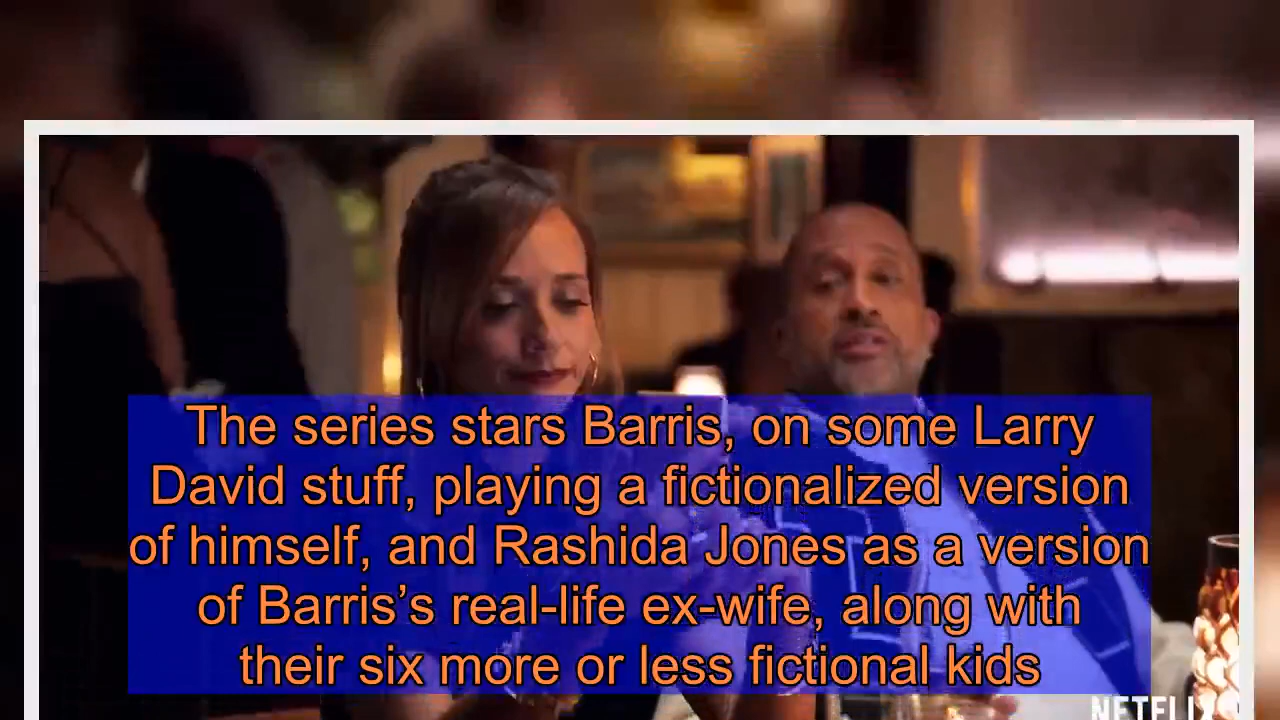 The series stars Barris, on some Larry
David stuff, playing a fictionalized version
of himself, and Rashida Jones as a version
of Barris’s real-life ex-wife, along with
their six more or less fictional kids
NETFLIX